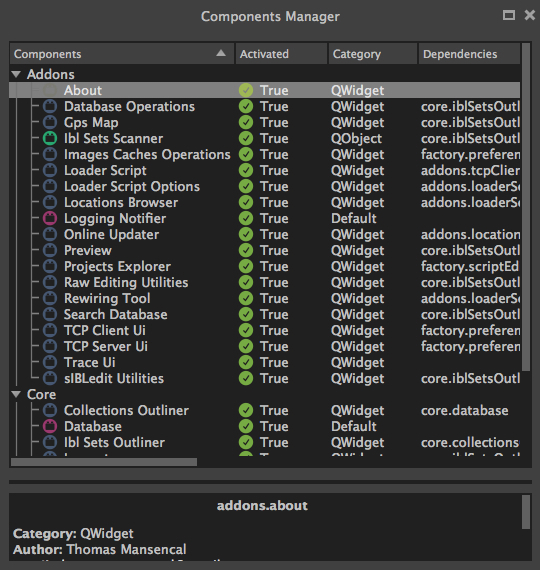 Components Manager
Components Activated Category Dependencies
Addons
About True QWidget
Database Operations True QWidget core.iblSetsOutl
Gps Map True QWidget core.iblSetsOutl
Ibl Sets Scanner True QObject core.iblSetsOutl
Images Caches Operations True QWidget factory.preferen
Loader Script True QWidget addons.tcpClien
Loader Script Options True QWidget addons.loaderSc
Locations Browser True QWidget addons.loaderSc
Logging Notifier True Default
Online Updater True QWidget addons.location
Preview True QWidget core.iblSetsOutl
Projects Explorer True QWidget factory.scriptEd
Raw Editing Utilities True QWidget core.iblSetsOutl
Rewiring Tool True QWidget addons.loaderSc
Search Database True QWidget core.iblSetsOutl
TCP Client Ui True QWidget factory.preferen
TCP Server Ui True QWidget factory.preferen
Trace Ui True QWidget
sIBLedit Utilities True QWidget core.iblSetsOutl
Core
Collections Outliner True QWidget core.database
Database True Default
Ibl Sets Outliner True QWidget core.collections
addons.about
Category: QWidget
Author: Thomas Mansencal